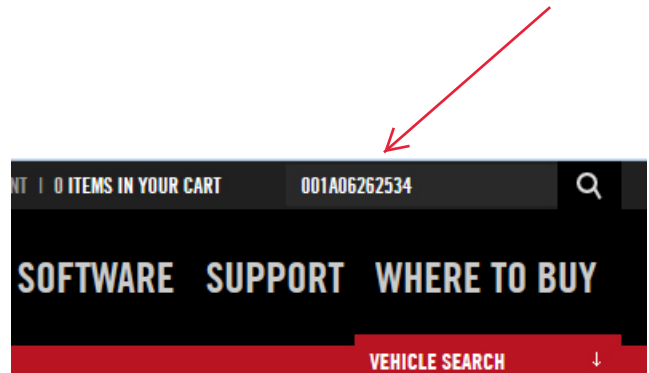 NT | 0 ITEMS IN YOUR CART 001A06262534
SOFTWARE SUPPORT WHERE TO BUY
VEHICLE SEARCH ↓